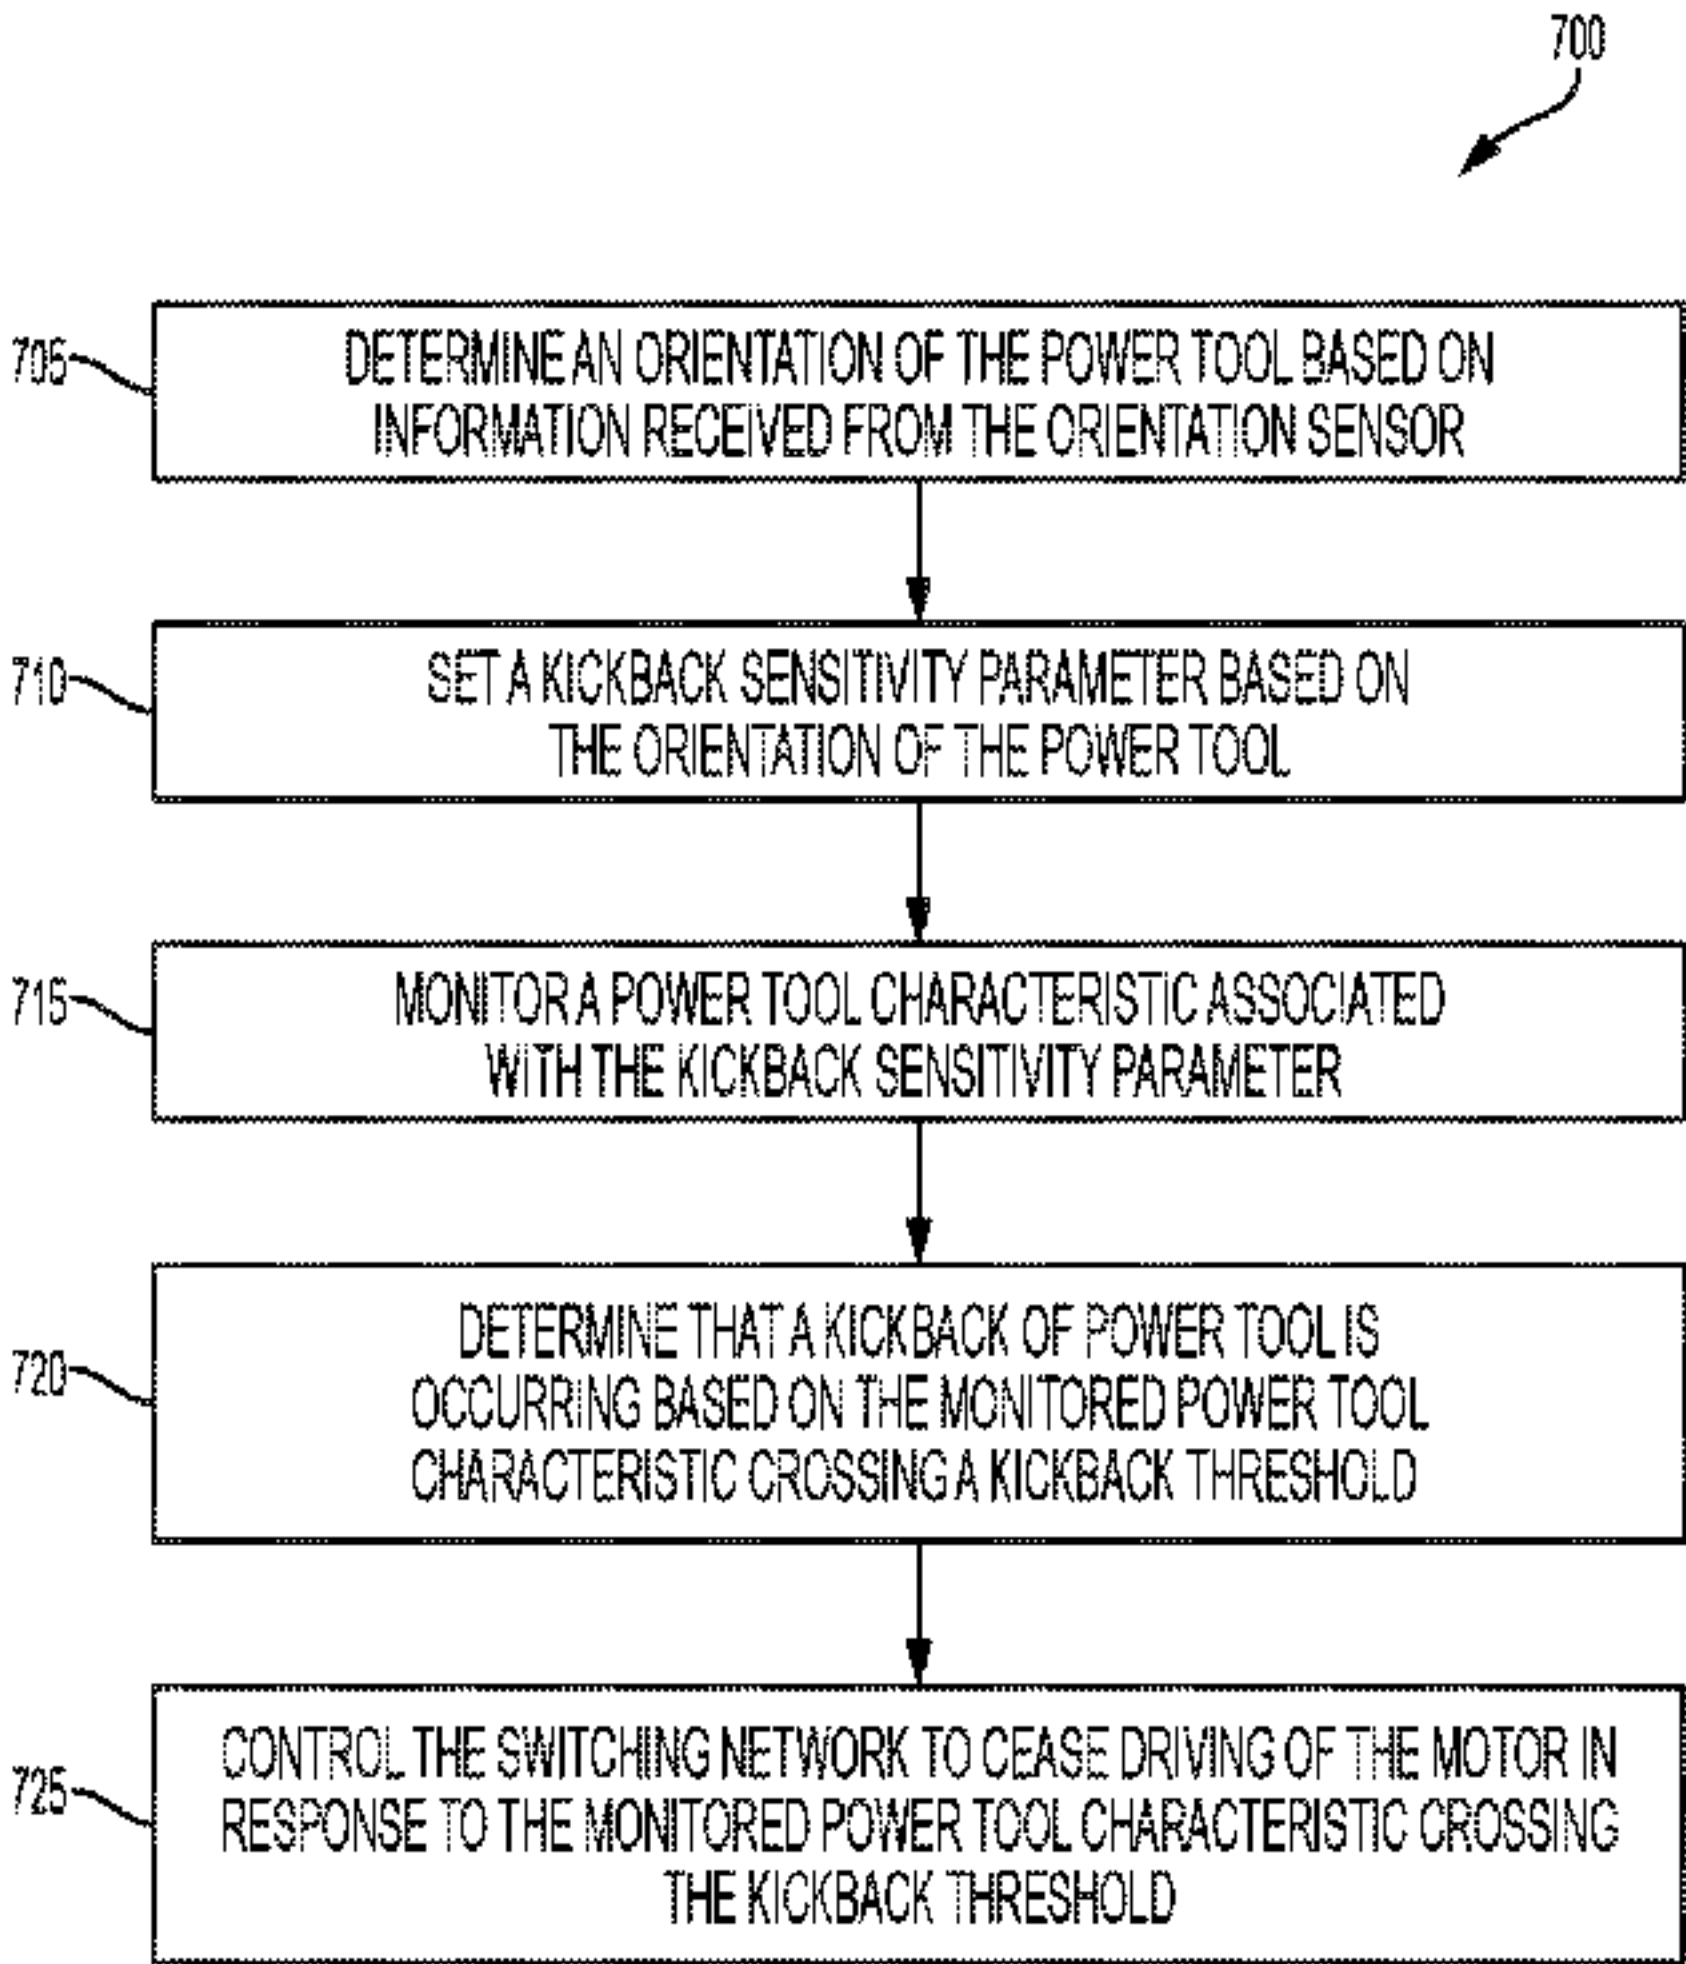 700
705
DETERMINE AN ORIENTATION OF THE POWER TOOL BASED ON
INFORMATION RECEIVED FROM THE ORIENTATION SENSOR
710
SET A KICKBACK SENSITIVITY PARAMETER BASED ON
THE ORIENTATION OF THE POWER TOOL
715
MONITOR A POWER TOOL CHARACTERISTIC ASSOCIATED
WITH THE KICKBACK SENSITIVITY PARAMETER
720
DETERMINE THAT A KICKBACK OF POWER TOOL IS
OCCURRING BASED ON THE MONITORED POWER TOOL
CHARACTERISTIC CROSSING A KICKBACK THRESHOLD
725
CONTROL THE SWITCHING NETWORK TO CEASE DRIVING OF THE MOTOR IN
RESPONSE TO THE MONITORED POWER TOOL CHARACTERISTIC CROSSING
THE KICKBACK THRESHOLD